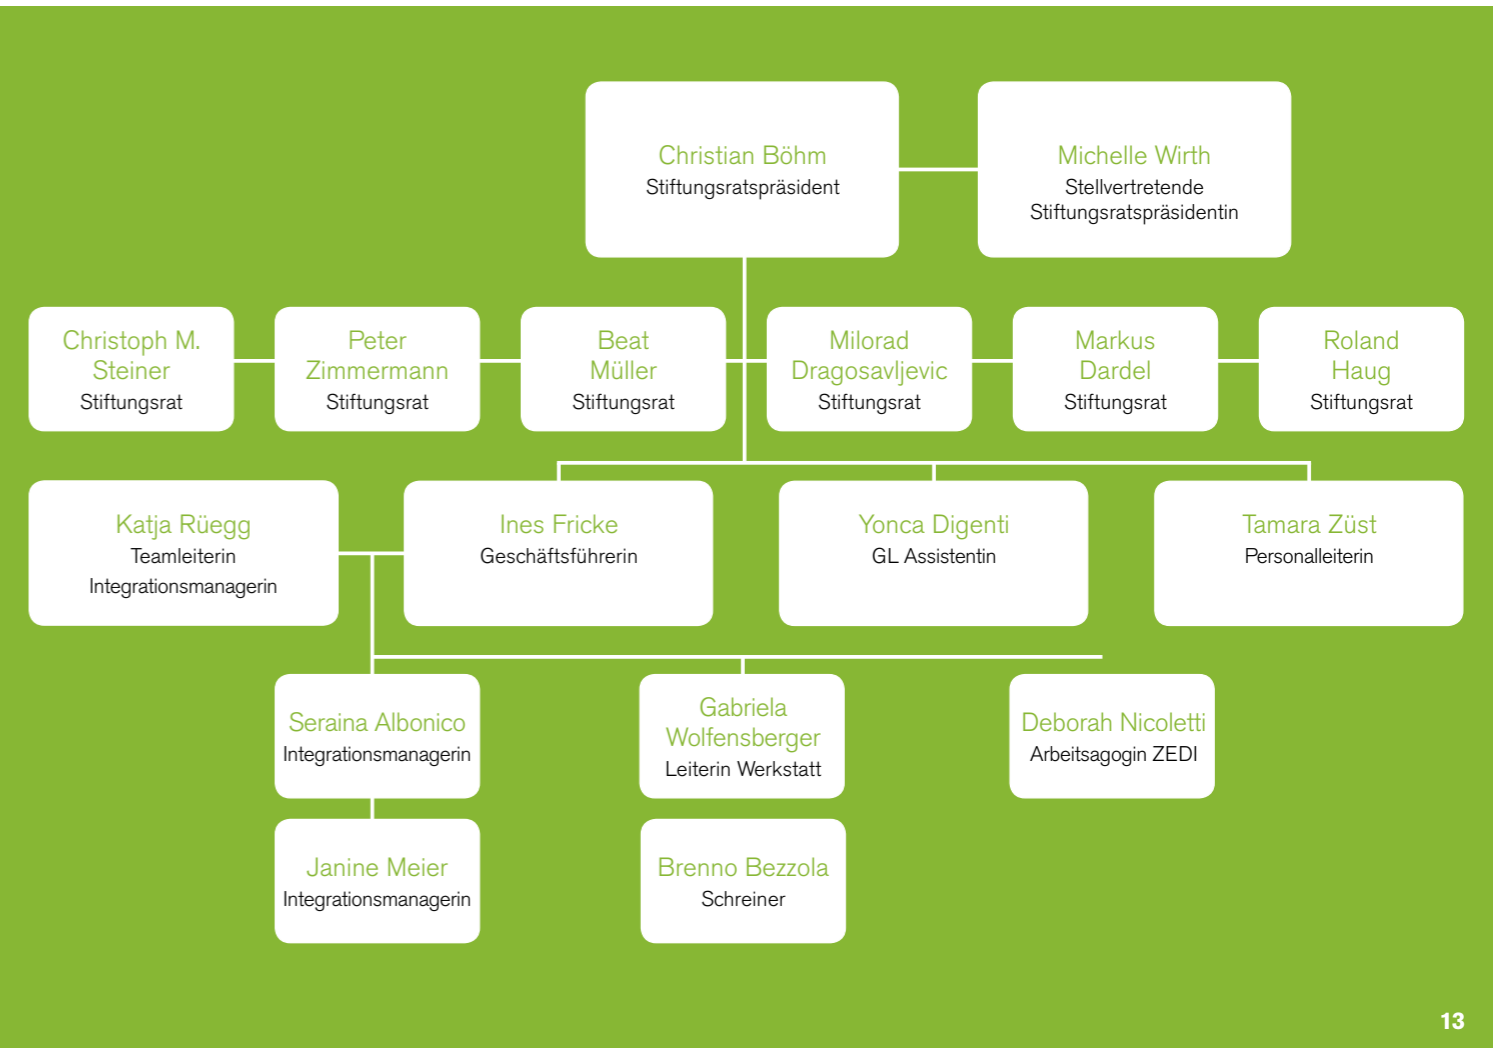 Christian Böhm
Stiftungsratspräsident
Michelle Wirth
Stellvertretende
Stiftungsratspräsidentin
Christoph M.
Steiner
Stiftungsrat
Peter
Zimmermann
Stiftungsrat
Beat
Müller
Stiftungsrat
Milorad
Dragosavljevic
Stiftungsrat
Markus
Dardel
Stiftungsrat
Roland
Haug
Stiftungsrat
Katja Rüegg
Teamleiterin
Integrationsmanagerin
Ines Fricke
Geschäftsführerin
Yonca Digenti
GL Assistentin
Tamara Züst
Personalleiterin
Seraina Albonico
Integrationsmanagerin
Gabriela
Wolfensberger
Leiterin Werkstatt
Deborah Nicoletti
Arbeitsagogin ZEDI
Janine Meier
Integrationsmanagerin
Brenno Bezzola
Schreiner
13